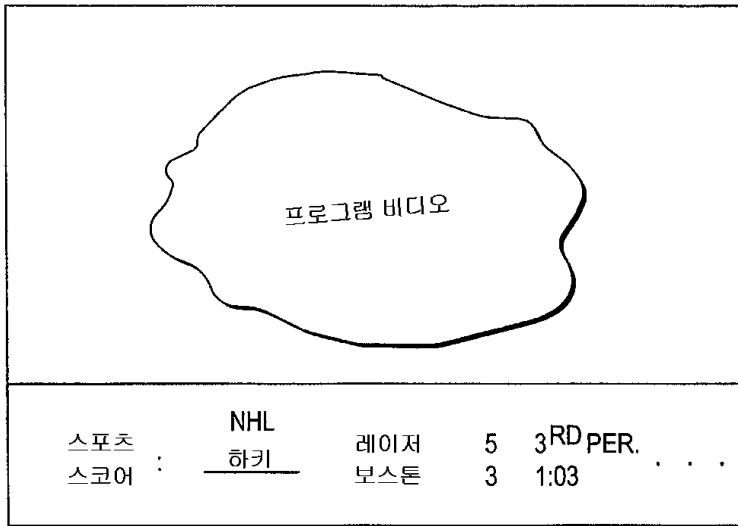 프로그램 비디오
스포츠 스코어 :
NHL
하키
레이저 5 3RD PER.
보스톤 3 1:03 . . .